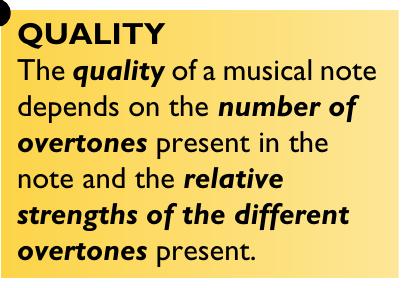 QUALITY
The quality of a musical note
depends on the number of
overtones present in the
note and the relative
strengths of the different
overtones present.